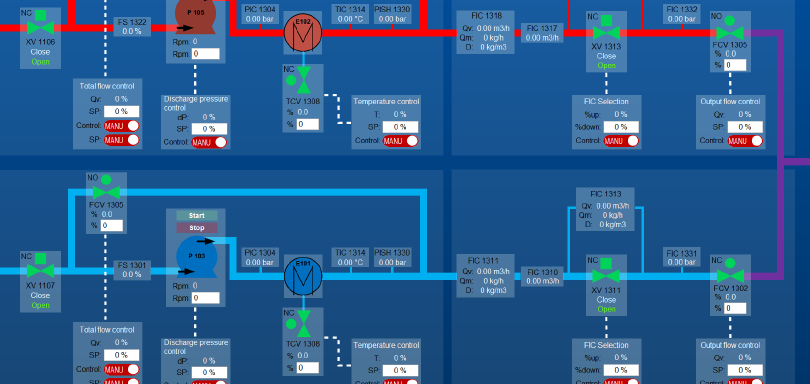 NC
XV 1106
Close
Open
FS 1322
0.0 %
P 105
Rpm: 0
Rpm: 0
PIC 1304
0.00 bar
E102
TIC 1314
0.00 °C
PISH 1330
0.00 bar
FIC 1318
Qv: 0.00 m3/h
Qm: 0 kg/h
D: 0 kg/m3
FIC 1317
0.00 m3/h
NC
XV 1313
Close
Open
FIC 1332
0.00 m3/h
NC
FCV 1305
% 0.0
% 0
Total flow control
Qv: 0 %
SP: 0 %
Control: MANU
SP: MANU
Discharge pressure
control
dP: 0 %
SP: 0 %
Control: MANU
NC
TCV 1308
% 0.0
% 0
Temperature control
T: 0 %
SP: 0 %
Control: MANU
FIC Selection
%up: 0 %
%down: 0 %
Control: MANU
Output flow control
Qv: 0 %
SP: 0 %
Control: MANU
NO
FCV 1305
% 0.0
% 0
Start
Stop
P 103
Rpm: 0
Rpm: 0
NC
XV 1107
Close
Open
FS 1301
0.0 %
PIC 1304
0.00 bar
E101
TIC 1314
0.00 °C
PISH 1330
0.00 bar
FIC 1311
Qv: 0.00 m3/h
Qm: 0 kg/h
D: 0 kg/m3
FIC 1310
0.00 m3/h
FIC 1313
Qv: 0.00 m3/h
Qm: 0 kg/h
D: 0 kg/m3
NC
XV 1311
Close
Open
FIC 1331
0.00 m3/h
NC
FCV 1302
% 0.0
% 0
Total flow control
Qv: 0 %
SP: 0 %
Control: MANU
SP: MANU
Discharge pressure
control
dP: 0 %
SP: 0 %
NC
TCV 1308
% 0.0
% 0
Temperature control
T: 0 %
SP: 0 %
Control: MANU
FIC Selection
%up: 0 %
%down: 0 %
Control: MANU
Output flow control
Qv: 0 %
SP: 0 %
Control: MANU